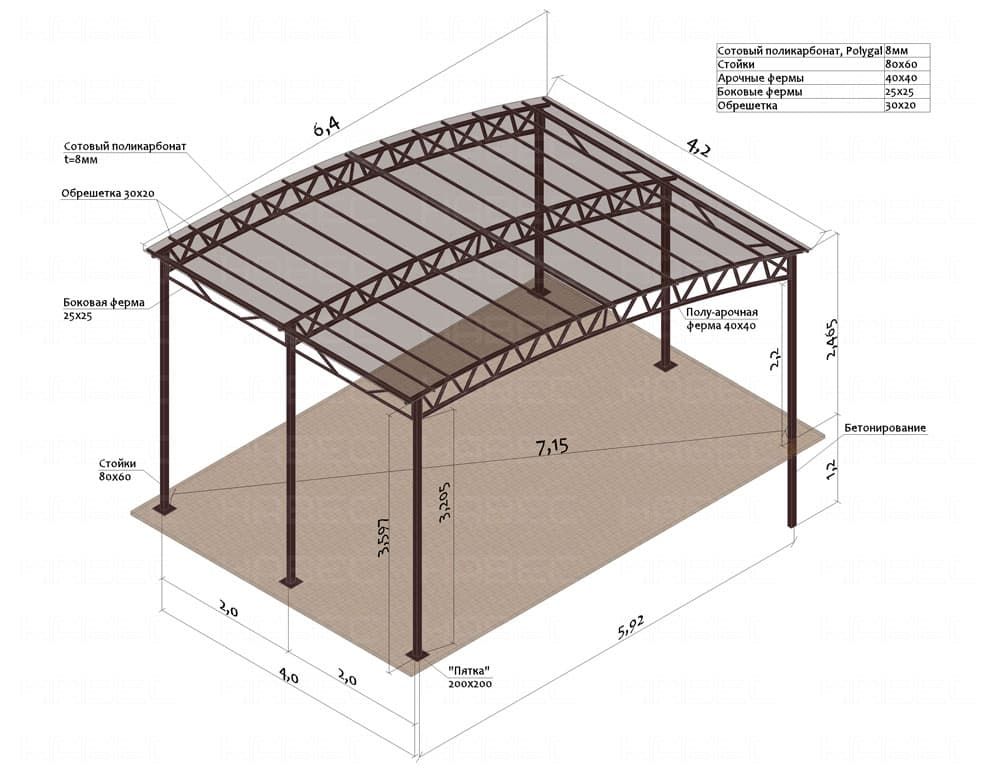 Сотовый поликарбонат, Polygal 8мм
Стойки 80x60
Арочные фермы 40x40
Боковые фермы 25x25
Обрешетка 30x20
6,4
4,2
Сотовый поликарбонат
t=8мм
Обрешетка 30x20
Боковая ферма
25x25
Полу-арочная
ферма 40x40
2,465
2,2
Бетонирование
7,15
1,2
Стойки
80x60
3,205
3,597
2,0
5,92
"Пятка"
200x200
4,0
2,0